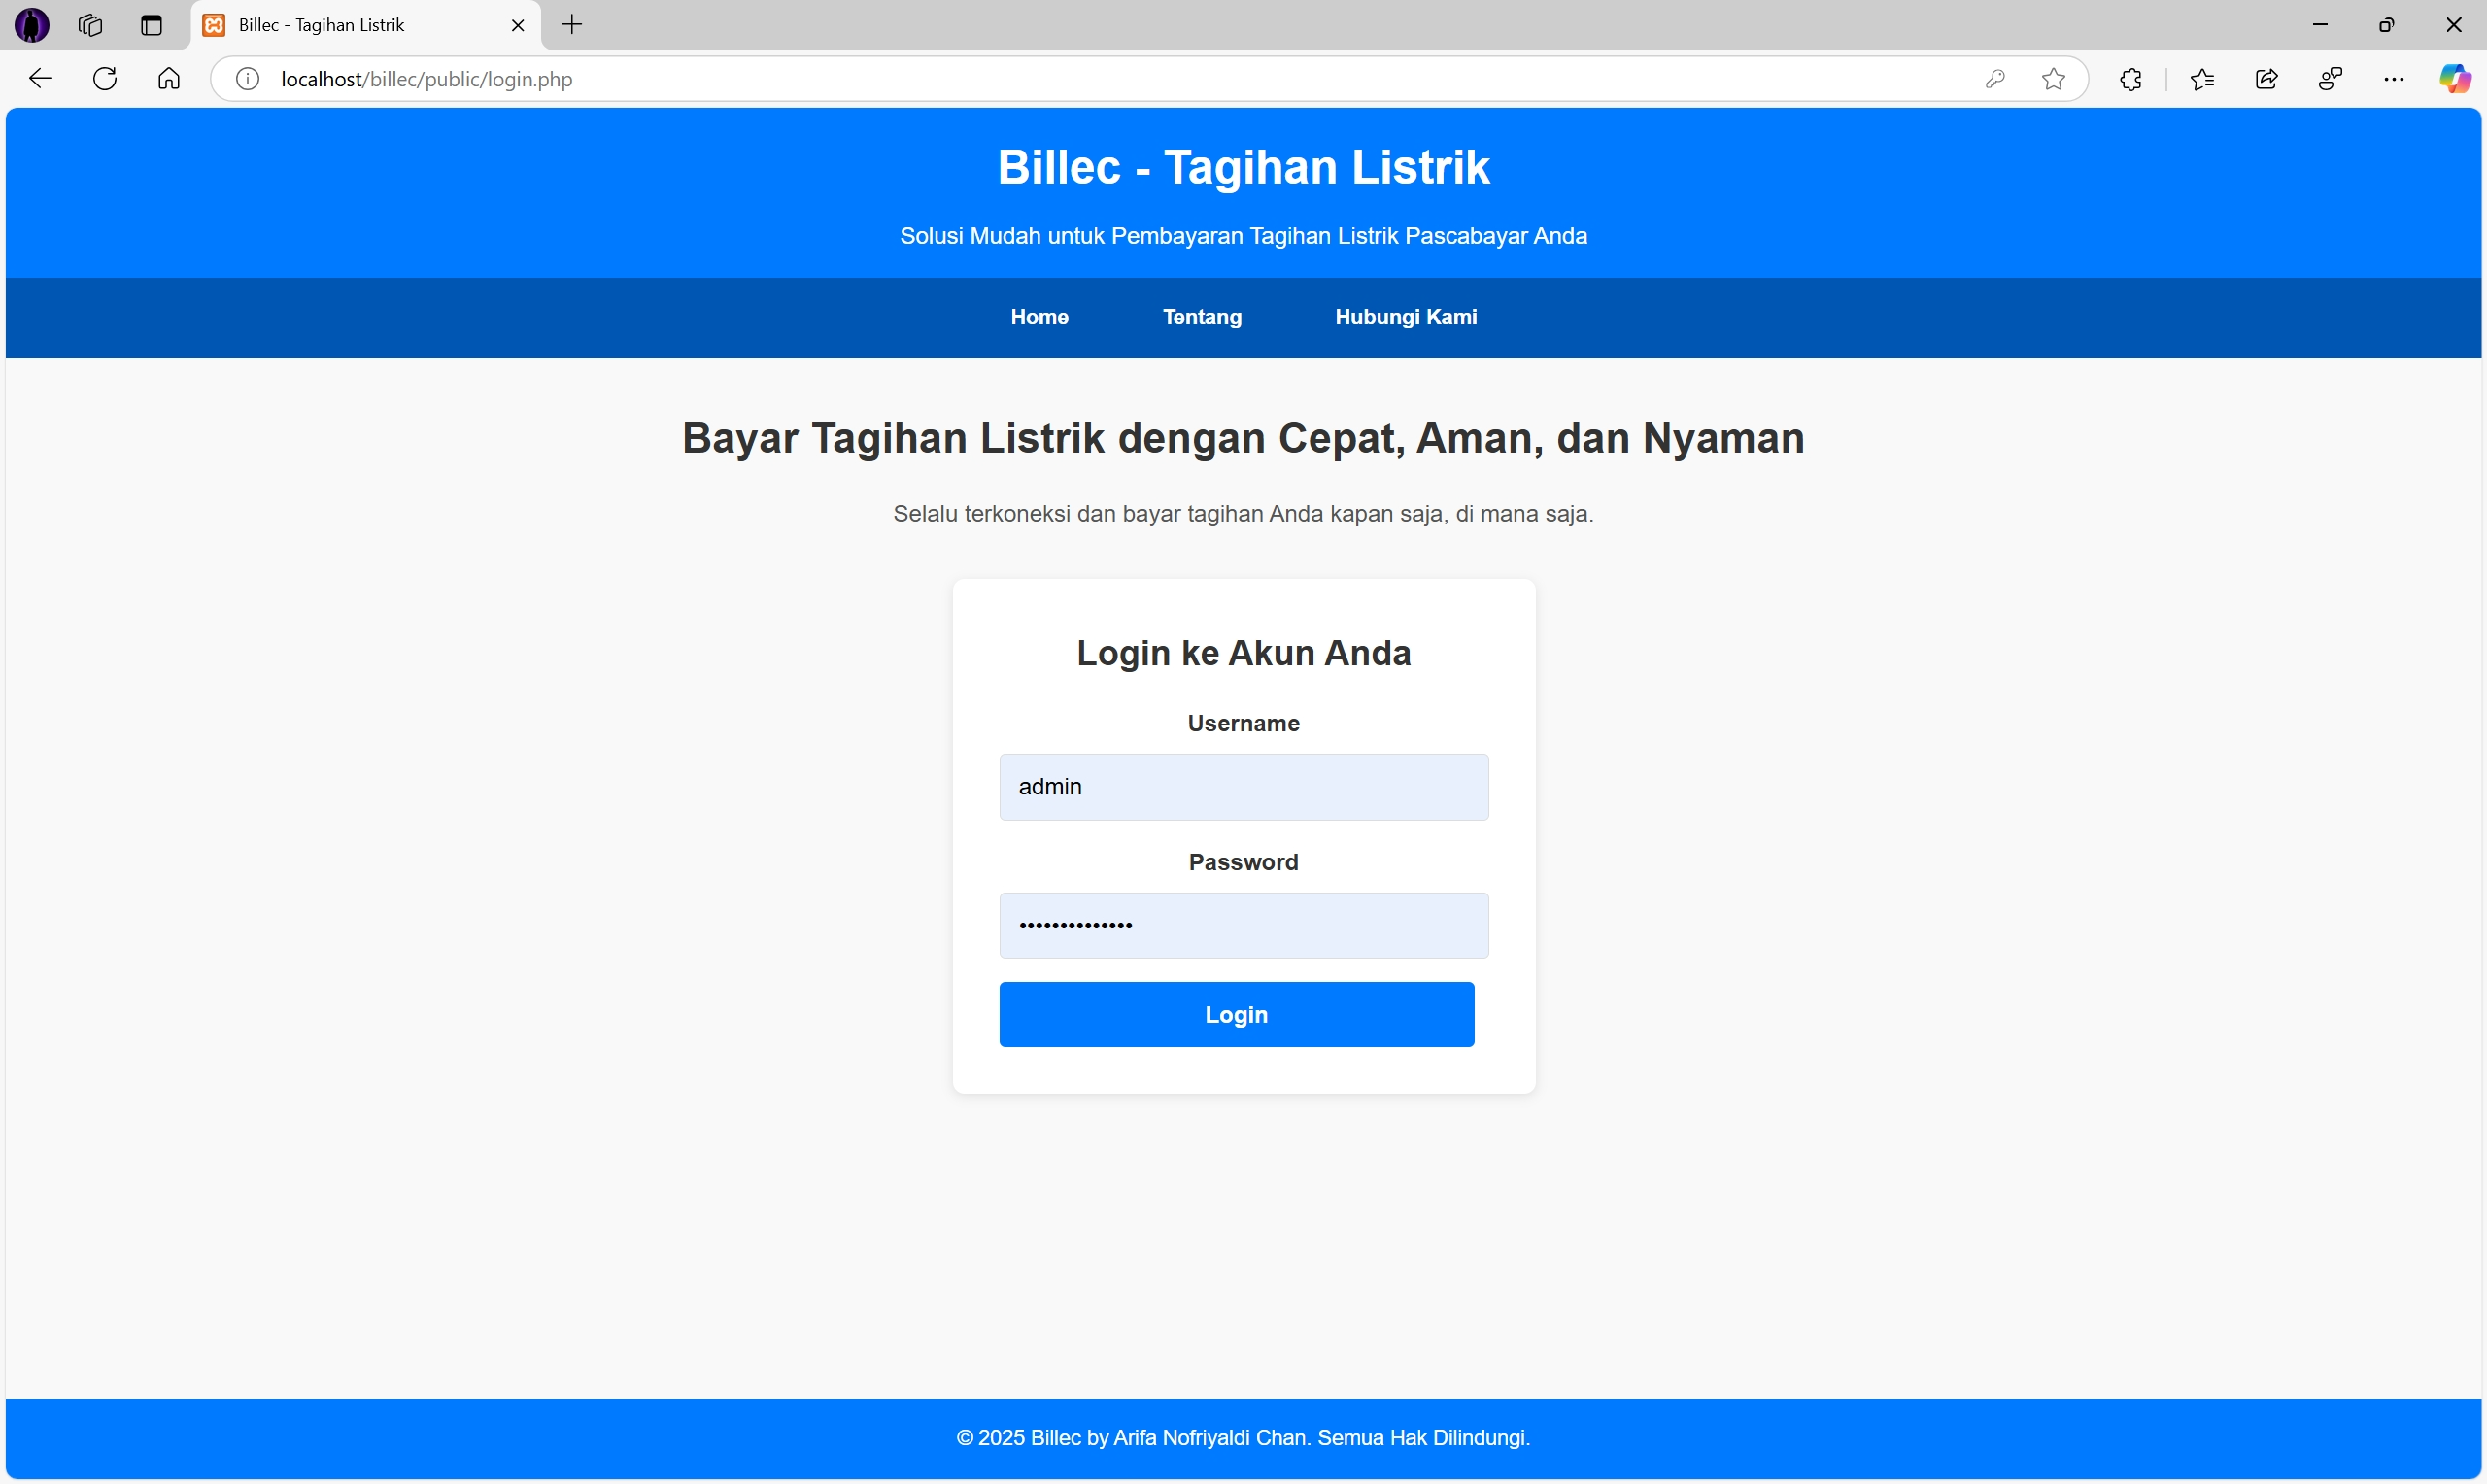 Billec - Tagihan Listrik
localhost/billec/public/login.php
Billec - Tagihan Listrik
Solusi Mudah untuk Pembayaran Tagihan Listrik Pascabayar Anda
Home Tentang Hubungi Kami
Bayar Tagihan Listrik dengan Cepat, Aman, dan Nyaman
Selalu terkoneksi dan bayar tagihan Anda kapan saja, di mana saja.
Login ke Akun Anda
Username
admin
Password
••••••••••••••
Login
© 2025 Billec by Arifa Nofriyaldi Chan. Semua Hak Dilindungi.